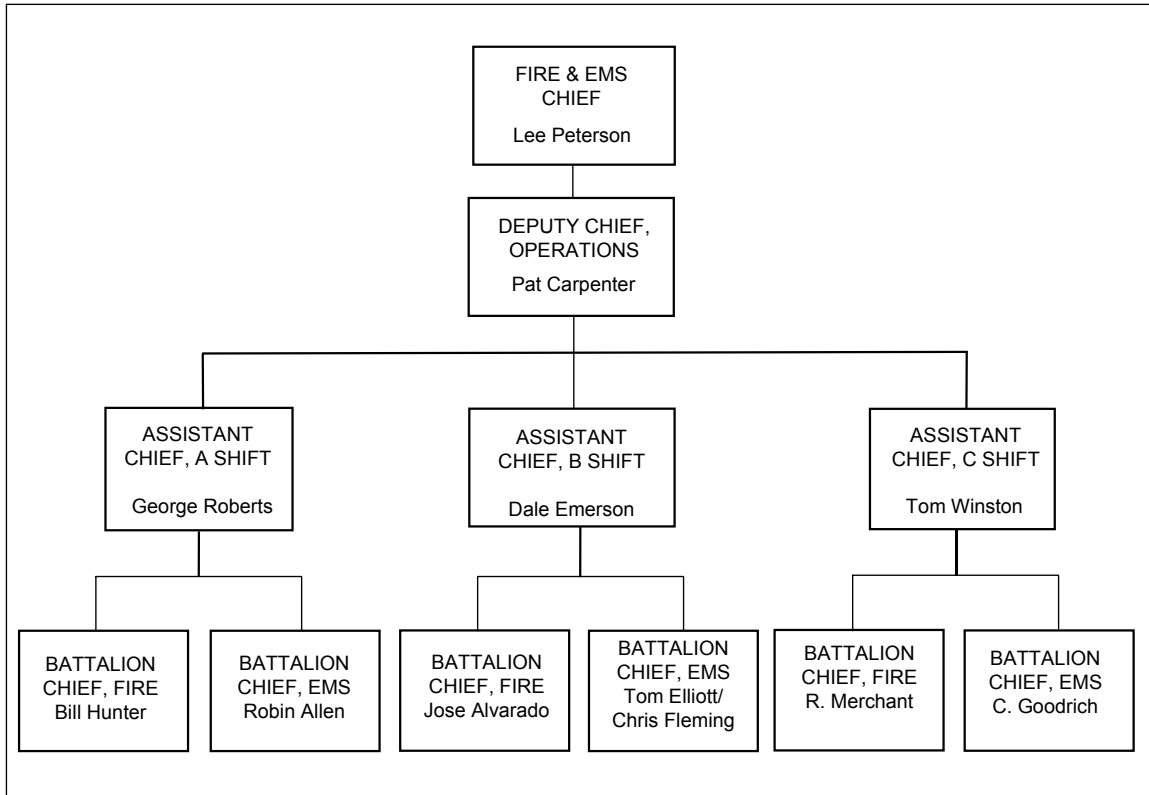 FIRE & EMS
CHIEF
Lee Peterson
DEPUTY CHIEF,
OPERATIONS
Pat Carpenter
ASSISTANT
CHIEF, A SHIFT
George Roberts
ASSISTANT
CHIEF, B SHIFT
Dale Emerson
ASSISTANT
CHIEF, C SHIFT
Tom Winston
BATTALION
CHIEF, FIRE
Bill Hunter
BATTALION
CHIEF, EMS
Robin Allen
BATTALION
CHIEF, FIRE
Jose Alvarado
BATTALION
CHIEF, EMS
Tom Elliott/
Chris Fleming
BATTALION
CHIEF, FIRE
R. Merchant
BATTALION
CHIEF, EMS
C. Goodrich